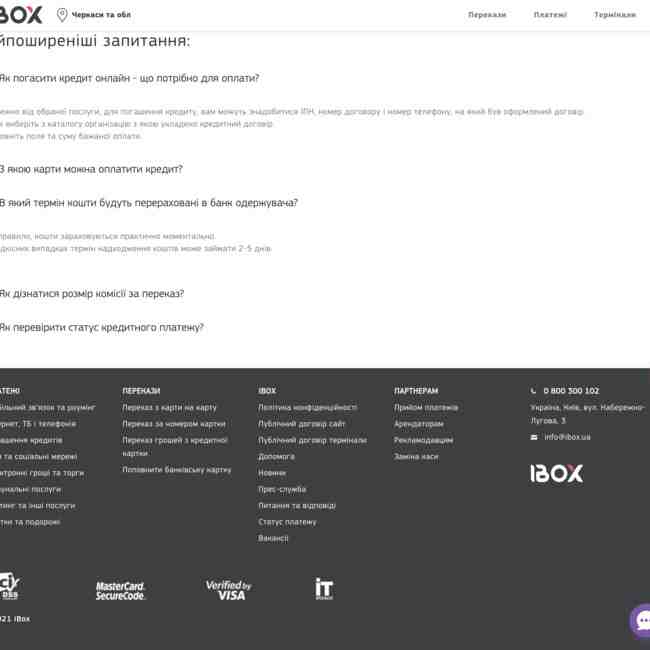 IBOX
Черкаси та обл
Перекази
Платежі
Термінали
йпоширеніші запитання:
Як погасити кредит онлайн - що потрібно для оплати?
ежно від обраної послуги, для погашення кредиту, вам можуть знадобитися ІПН, номер договору і номер телефону, на який був оформлений договір.
виберіть з каталогу організацію з якою укладено кредитний договір.
овніть поля та суму бажаної оплати.
З якою карти можна оплатити кредит?
В який термін кошти будуть перераховані в банк одержувача?
правило, кошти зараховуються практично моментально.
дкісних випадках термін надходження коштів може займати 2-5 днів.
Як дізнатися розмір комісії за переказ?
Як перевірити статус кредитного платежу?
АТЕЖІ
більний зв'язок та роумінг
ернет, ТБ і телефонія
ашення кредитів
и та соціальні мережі
ктронні гроші та торги
унальні послуги
тинг та інші послуги
тки та подорожі
ПЕРЕКАЗИ
Переказ з карти на карту
Переказ за номером картки
Переказ грошей з кредитної
картки
Поповнити банківську картку
IBOX
Політика конфіденційності
Публічний договір сайт
Публічний договір термінали
Допомога
Новини
Прес-служба
Питання та відповіді
Статус платежу
Вакансії
ПАРТНЕРАМ
Прийом платежів
Арендаторам
Рекламодавцям
Заміна каси
0 800 300 102
Україна, Київ, вул. Набережно-
Лугова, 3
info@ibox.ua
IBOX
DSS
MasterCard.
SecureCode.
Verified by
VISA
iT
021 iBox